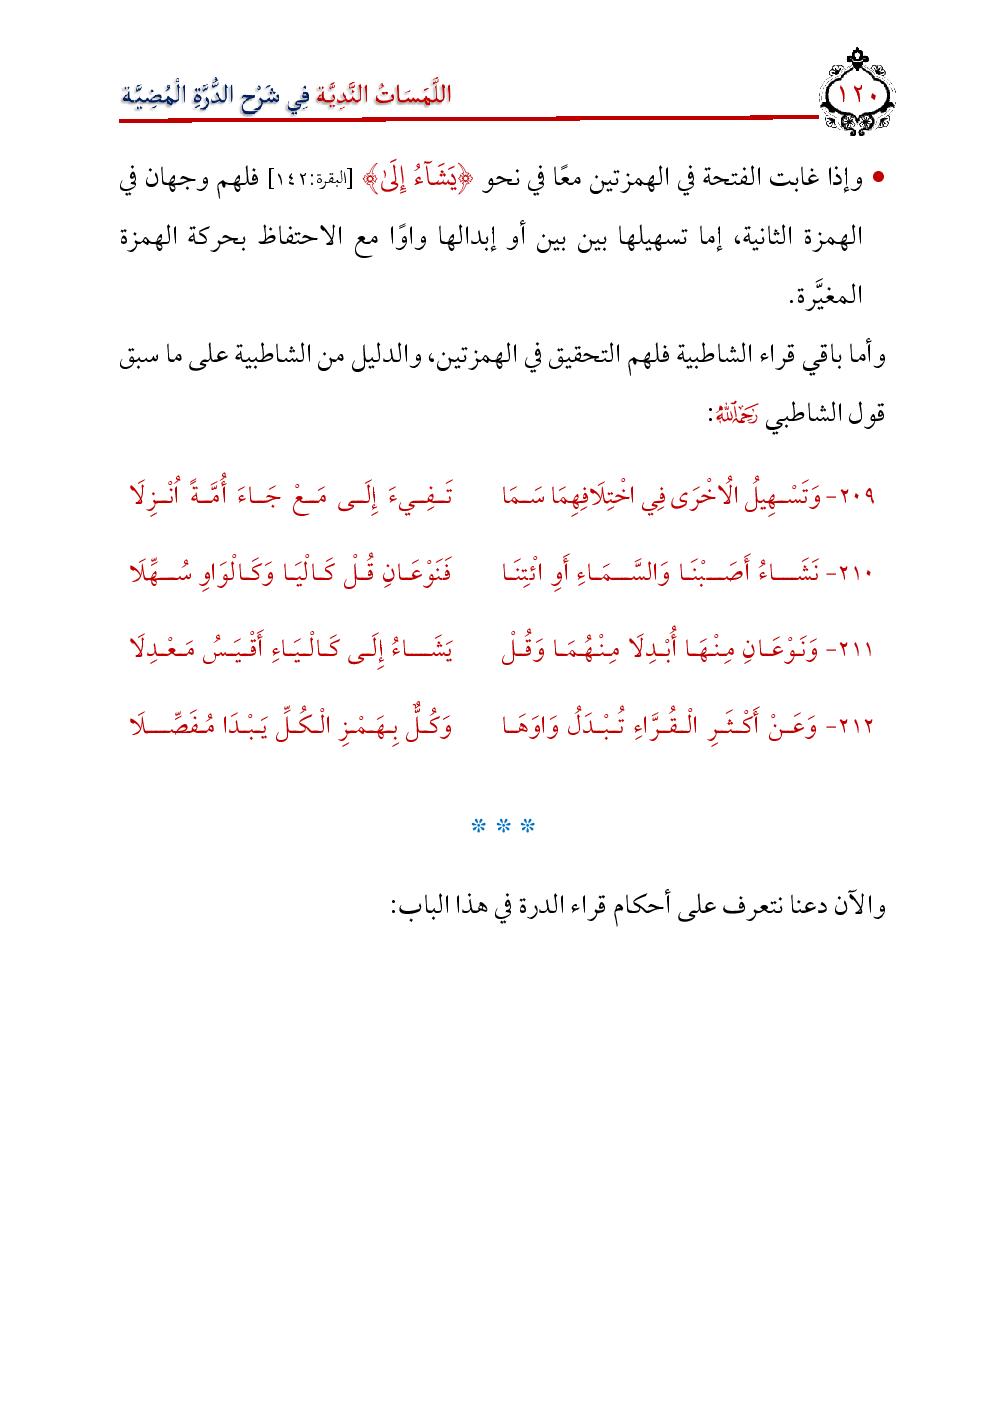 ١٢٠
اللَّمَسَاتُ النَّدِيَّة فِي شَرْحِ الدُّرَّةِ الْمُضِيَّة
• وإذا غابت الفتحة في الهمزتين معًا في نحو ﴿يَشَآءُ إِلَىٰ﴾ [البقرة:١٤٢] فلهم وجهان في
الهمزة الثانية، إما تسهيلها بين بين أو إبدالها واوًا مع الاحتفاظ بحركة الهمزة
المغيَّرة.
وأما باقي قراء الشاطبية فلهم التحقيق في الهمزتين، والدليل من الشاطبية على ما سبق
قول الشاطبي رَحِمَهُ ٱللَّهُ:
٢٠٩- وَتَسْهِيلُ الُاخْرَى فِي اخْتِلَافِهِمَا سَمَا تَفِيءَ إِلَى مَعْ جَاءَ أُمَّةً اُنْزِلَا
٢١٠- نَشَاءُ أَصَبْنَا وَالسَّمَاءِ أَوِ ائْتِنَا فَنَوْعَانِ قُلْ كَالْيَا وَكَالْوَاوِ سُهِّلَا
٢١١- وَنَوْعَانِ مِنْهَا أُبْدِلَا مِنْهُمَا وَقُلْ يَشَاءُ إِلَى كَالْيَاءِ أَقْيَسُ مَعْدِلَا
٢١٢- وَعَنْ أَكْثَرِ الْقُرَّاءِ تُبْدَلُ وَاوَهَا وَكُلٌّ بِهَمْزِ الْكُلِّ يَبْدَا مُفَصِّلَا
* * *
والآن دعنا نتعرف على أحكام قراء الدرة في هذا الباب: